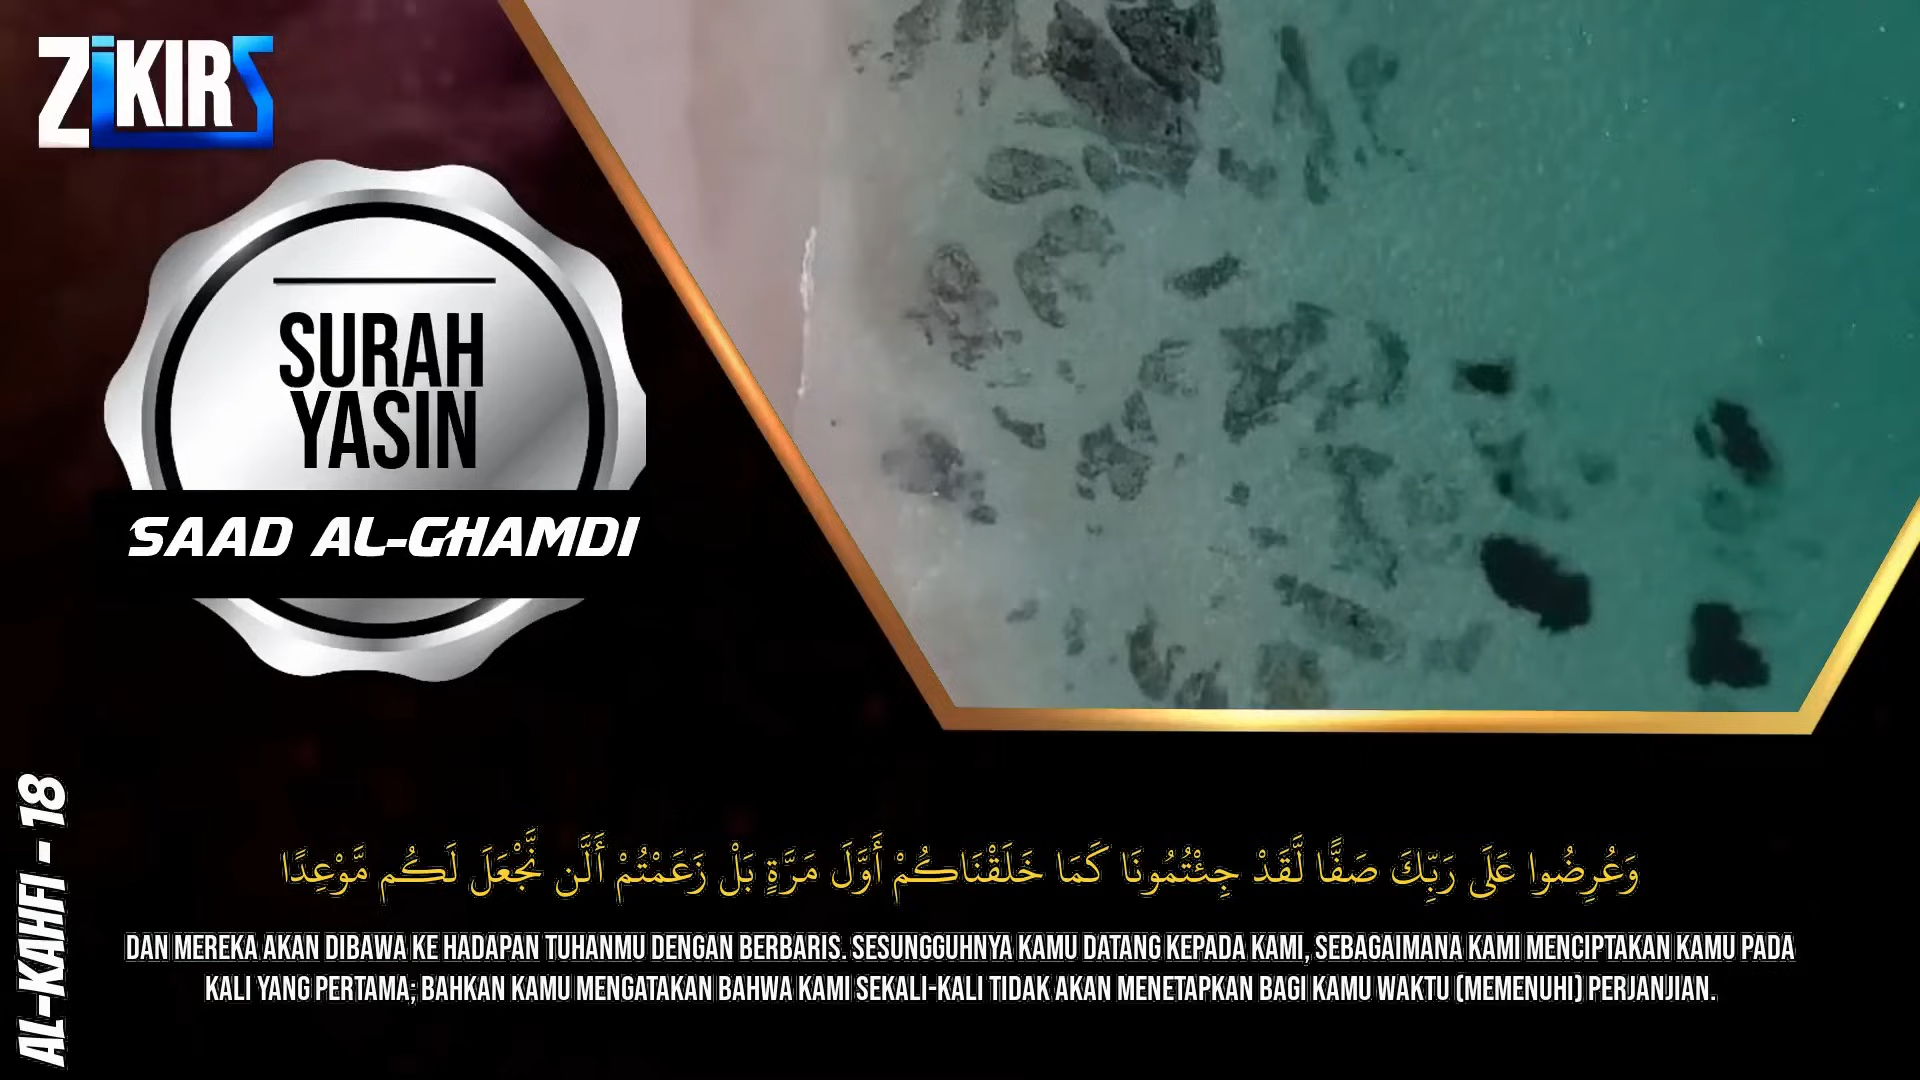 ZiKIRS
SURAH
YASIN
SAAD AL-GHAMDI
AL-KAHFI - 18
وَعُرِضُوا عَلَى رَبِّكَ صَفًّا لَّقَدْ جِئْتُمُونَا كَمَا خَلَقْنَاكُمْ أَوَّلَ مَرَّةٍ بَلْ زَعَمْتُمْ أَلَّن نَّجْعَلَ لَكُم مَّوْعِدًا
DAN MEREKA AKAN DIBAWA KE HADAPAN TUHANMU DENGAN BERBARIS. SESUNGGUHNYA KAMU DATANG KEPADA KAMI, SEBAGAIMANA KAMI MENCIPTAKAN KAMU PADA
KALI YANG PERTAMA; BAHKAN KAMU MENGATAKAN BAHWA KAMI SEKALI-KALI TIDAK AKAN MENETAPKAN BAGI KAMU WAKTU (MEMENUHI) PERJANJIAN.